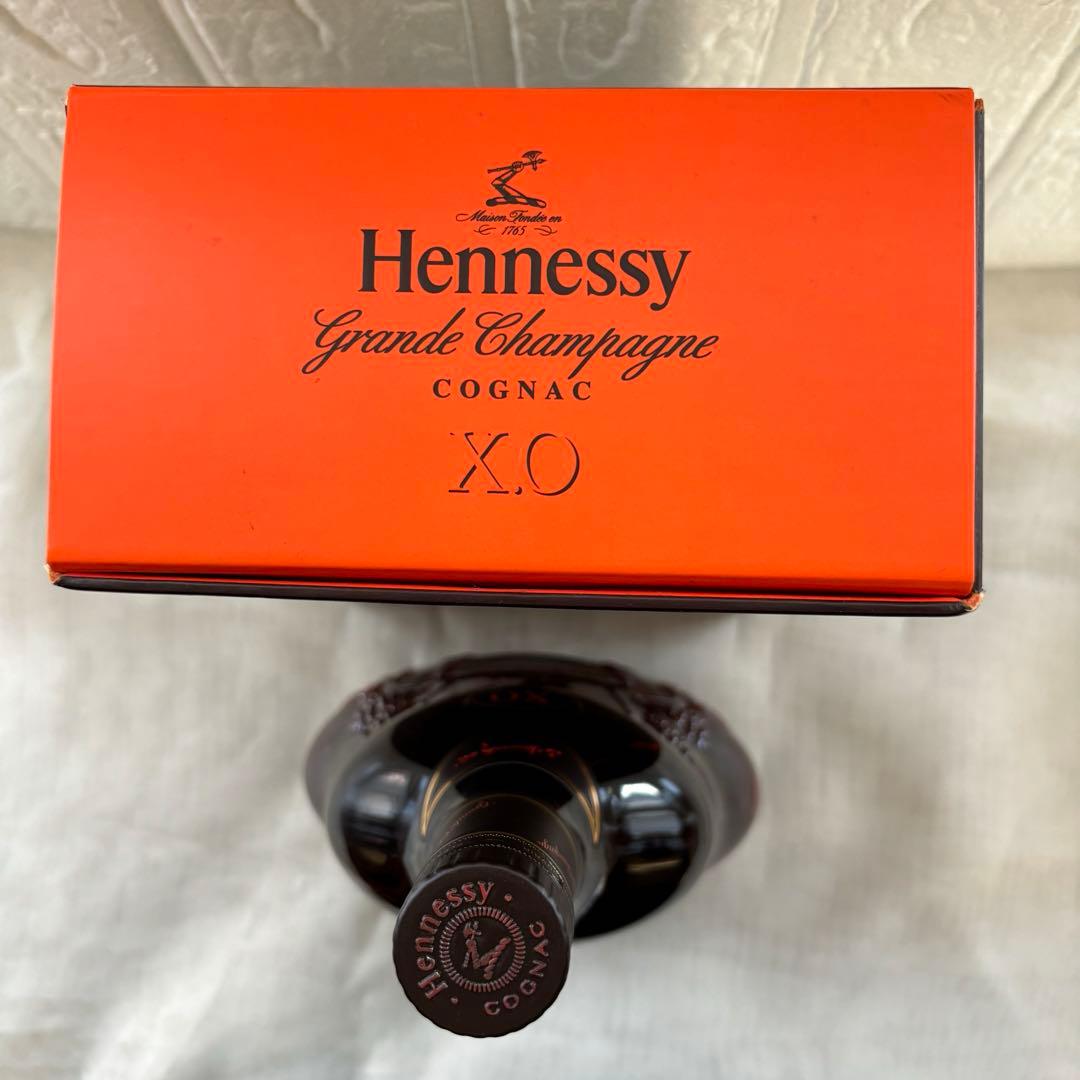 Maison Fondée en
1765
Hennessy
Grande Champagne
COGNAC
X.O
Hennessy
COGNAC